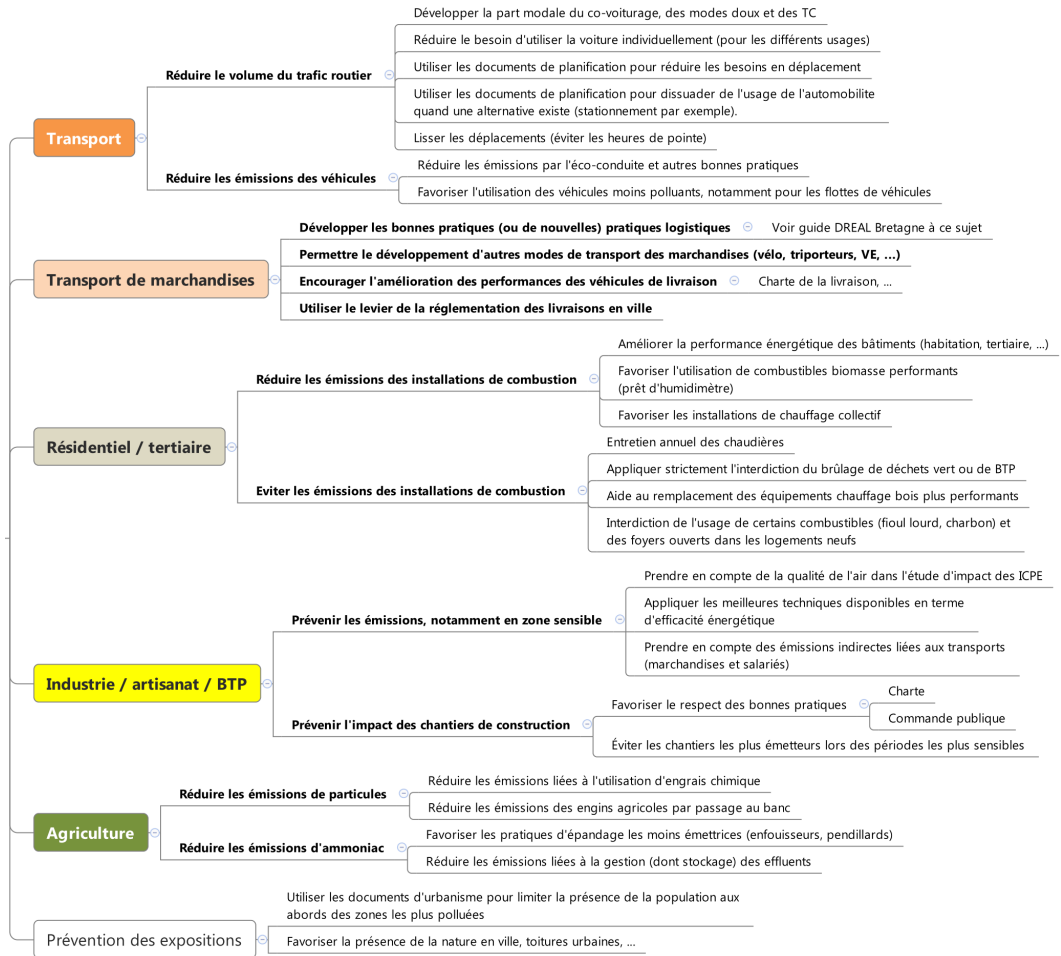 Transport
Réduire le volume du trafic routier
Développer la part modale du co-voiturage, des modes doux et des TC
Réduire le besoin d'utiliser la voiture individuellement (pour les différents usages)
Utiliser les documents de planification pour réduire les besoins en déplacement
Utiliser les documents de planification pour dissuader de l'usage de l'automobilite
quand une alternative existe (stationnement par exemple).
Lisser les déplacements (éviter les heures de pointe)
Réduire les émissions des véhicules
Réduire les émissions par l'éco-conduite et autres bonnes pratiques
Favoriser l'utilisation des véhicules moins polluants, notamment pour les flottes de véhicules
Transport de marchandises
Développer les bonnes pratiques (ou de nouvelles) pratiques logistiques
Voir guide DREAL Bretagne à ce sujet
Permettre le développement d'autres modes de transport des marchandises (vélo, triporteurs, VE, ...)
Encourager l'amélioration des performances des véhicules de livraison
Charte de la livraison, ...
Utiliser le levier de la réglementation des livraisons en ville
Résidentiel / tertiaire
Réduire les émissions des installations de combustion
Améliorer la performance énergétique des bâtiments (habitation, tertiaire, ...)
Favoriser l'utilisation de combustibles biomasse performants
(prêt d'humidimètre)
Favoriser les installations de chauffage collectif
Eviter les émissions des installations de combustion
Entretien annuel des chaudières
Appliquer strictement l'interdiction du brûlage de déchets vert ou de BTP
Aide au remplacement des équipements chauffage bois plus performants
Interdiction de l'usage de certains combustibles (fioul lourd, charbon) et
des foyers ouverts dans les logements neufs
Industrie / artisanat / BTP
Prévenir les émissions, notamment en zone sensible
Prendre en compte de la qualité de l'air dans l'étude d'impact des ICPE
Appliquer les meilleures techniques disponibles en terme
d'efficacité énergétique
Prendre en compte des émissions indirectes liées aux transports
(marchandises et salariés)
Prévenir l'impact des chantiers de construction
Favoriser le respect des bonnes pratiques
Charte
Commande publique
Éviter les chantiers les plus émetteurs lors des périodes les plus sensibles
Agriculture
Réduire les émissions de particules
Réduire les émissions liées à l'utilisation d'engrais chimique
Réduire les émissions des engins agricoles par passage au banc
Réduire les émissions d'ammoniac
Favoriser les pratiques d'épandage les moins émettrices (enfouisseurs, pendillards)
Réduire les émissions liées à la gestion (dont stockage) des effluents
Prévention des expositions
Utiliser les documents d'urbanisme pour limiter la présence de la population aux
abords des zones les plus polluées
Favoriser la présence de la nature en ville, toitures urbaines, ...